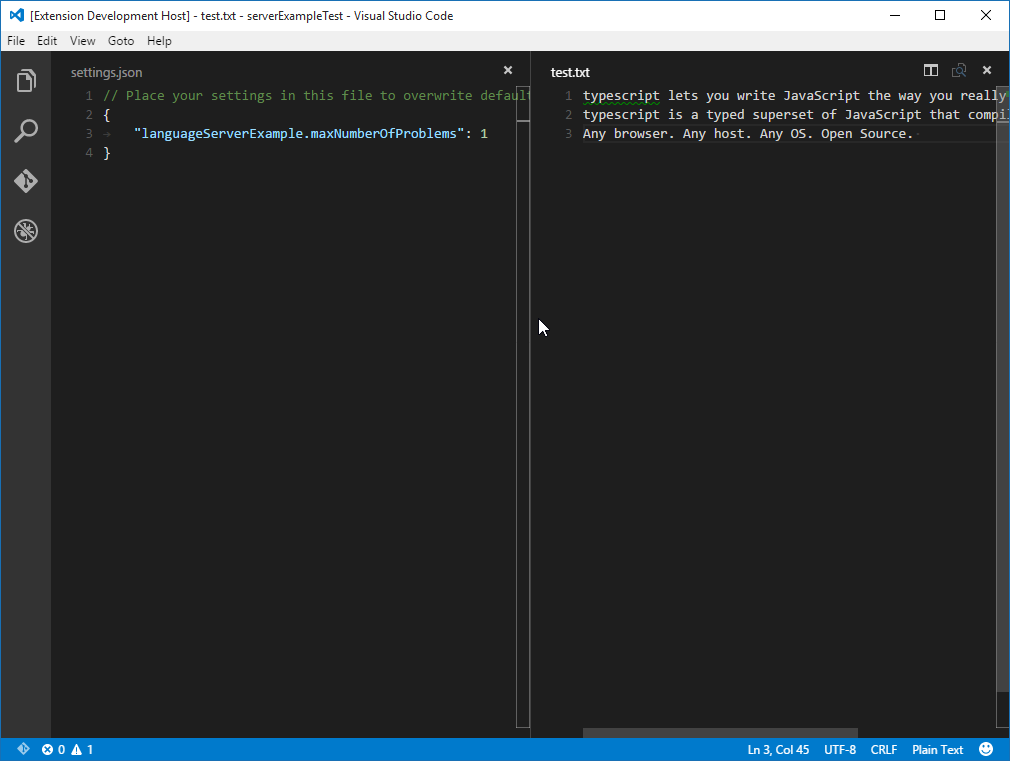 [Extension Development Host] - test.txt - serverExampleTest - Visual Studio Code
File Edit View Goto Help
settings.json
1 // Place your settings in this file to overwrite default
2 {
3 "languageServerExample.maxNumberOfProblems": 1
4 }
test.txt
1 typescript lets you write JavaScript the way you really
2 typescript is a typed superset of JavaScript that compil
3 Any browser. Any host. Any OS. Open Source.
0 1
Ln 3, Col 45 UTF-8 CRLF Plain Text